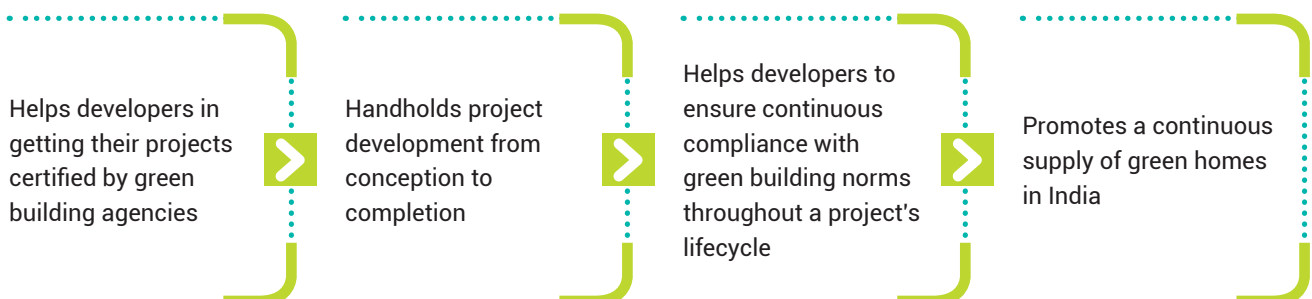 Helps developers in
getting their projects
certified by green
building agencies
Handholds project
development from
conception to
completion
Helps developers to
ensure continuous
compliance with
green building norms
throughout a project's
lifecycle
Promotes a continuous
supply of green homes
in India